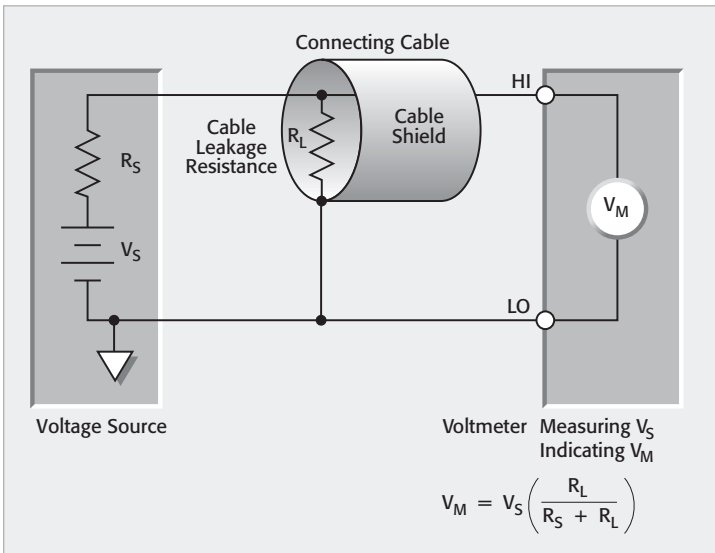 Connecting Cable
HI
Cable
Leakage
Resistance
R_L
Cable
Shield
R_S
V_S
V_M
LO
Voltage Source
Voltmeter Measuring V_S
Indicating V_M
V_M = V_S ( R_L / R_S + R_L )